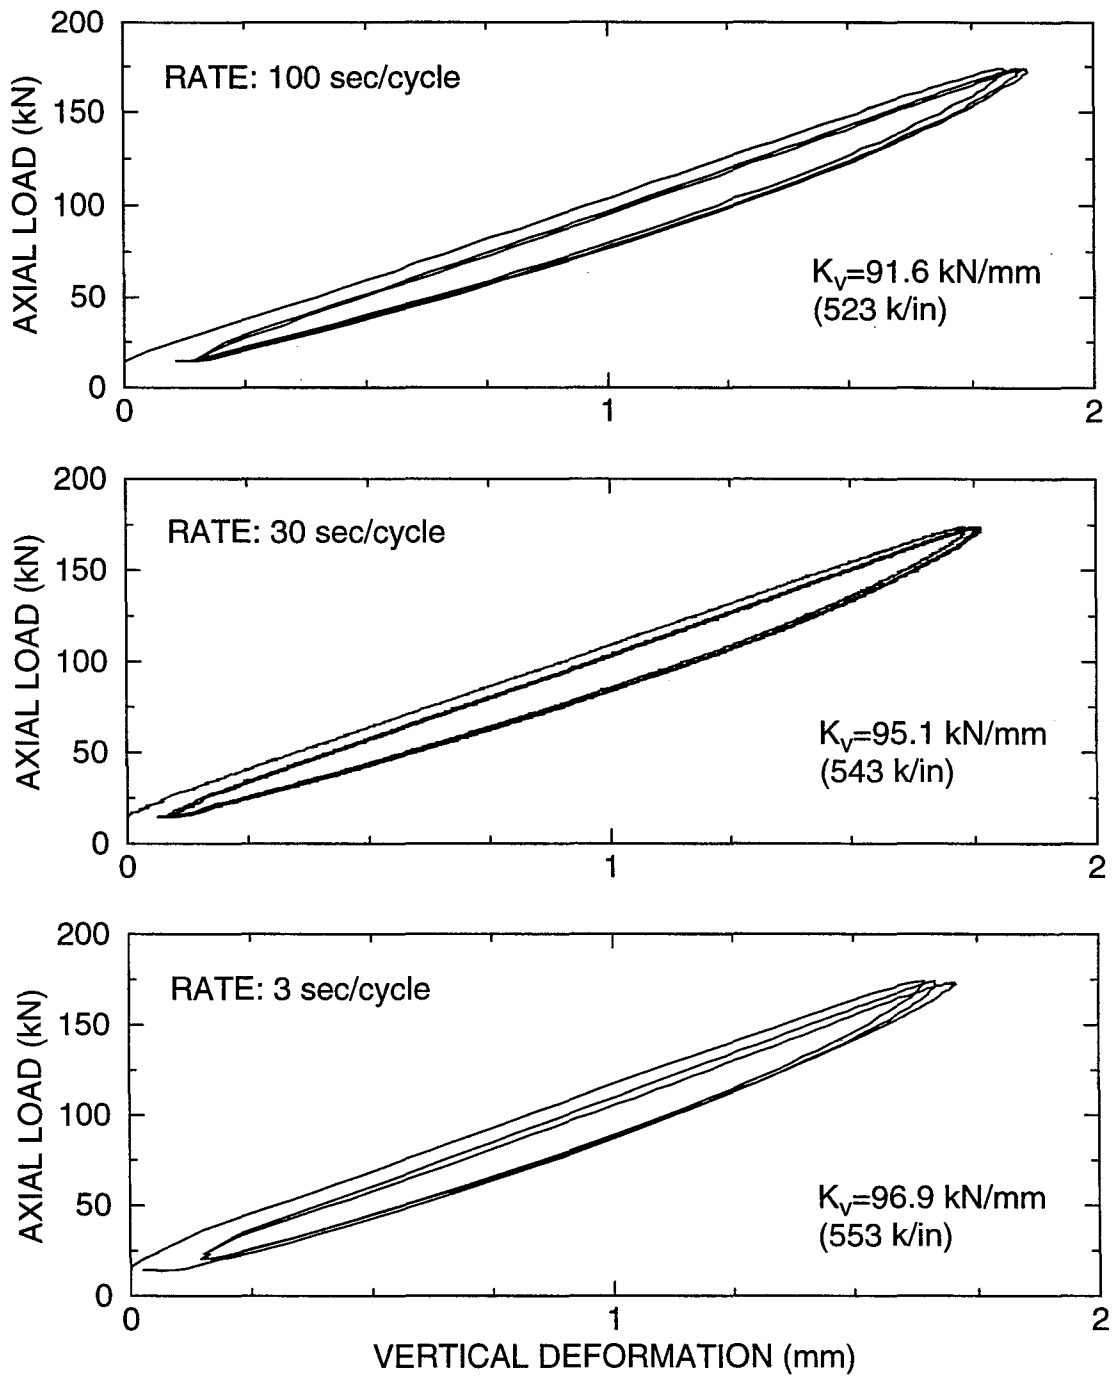 200
150
100
50
0
AXIAL LOAD (kN)
RATE: 100 sec/cycle
Kv=91.6 kN/mm
(523 k/in)
0 1 2
200
150
100
50
0
AXIAL LOAD (kN)
RATE: 30 sec/cycle
Kv=95.1 kN/mm
(543 k/in)
0 1 2
200
150
100
50
0
AXIAL LOAD (kN)
RATE: 3 sec/cycle
Kv=96.9 kN/mm
(553 k/in)
0 1 2
VERTICAL DEFORMATION (mm)